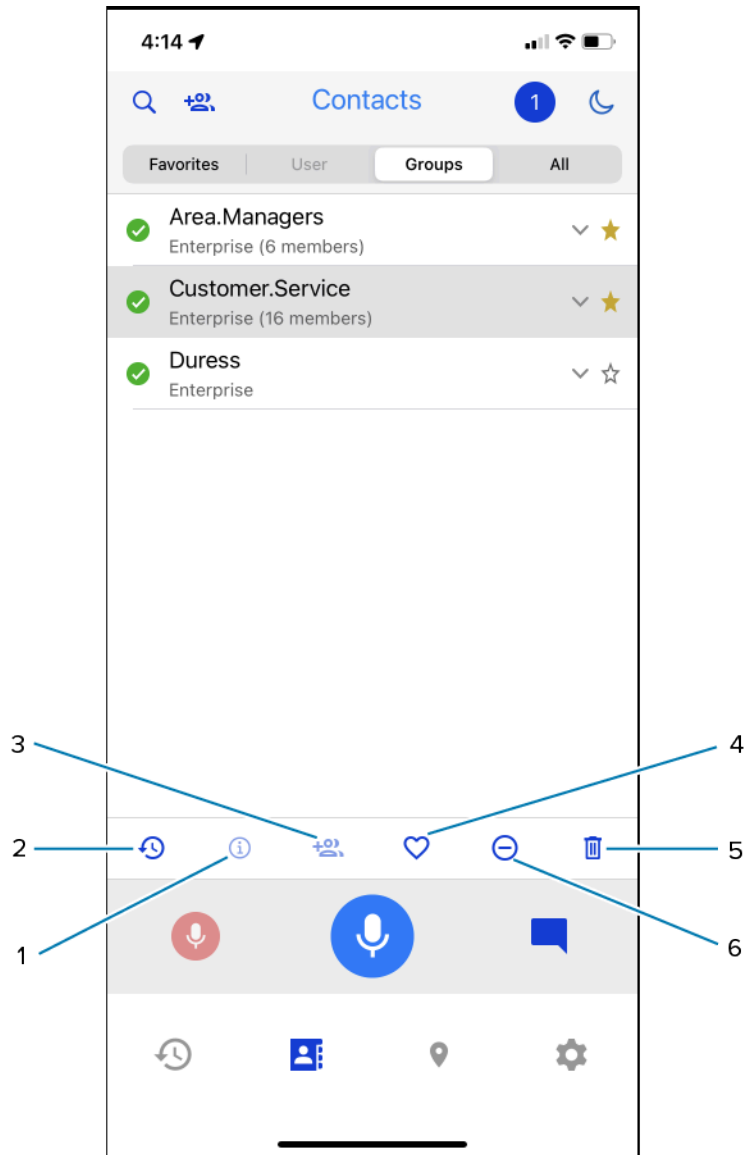 4:14
Contacts
1
Favorites User Groups All
Area.Managers
Enterprise (6 members)
Customer.Service
Enterprise (16 members)
Duress
Enterprise
3
4
2
5
1
6